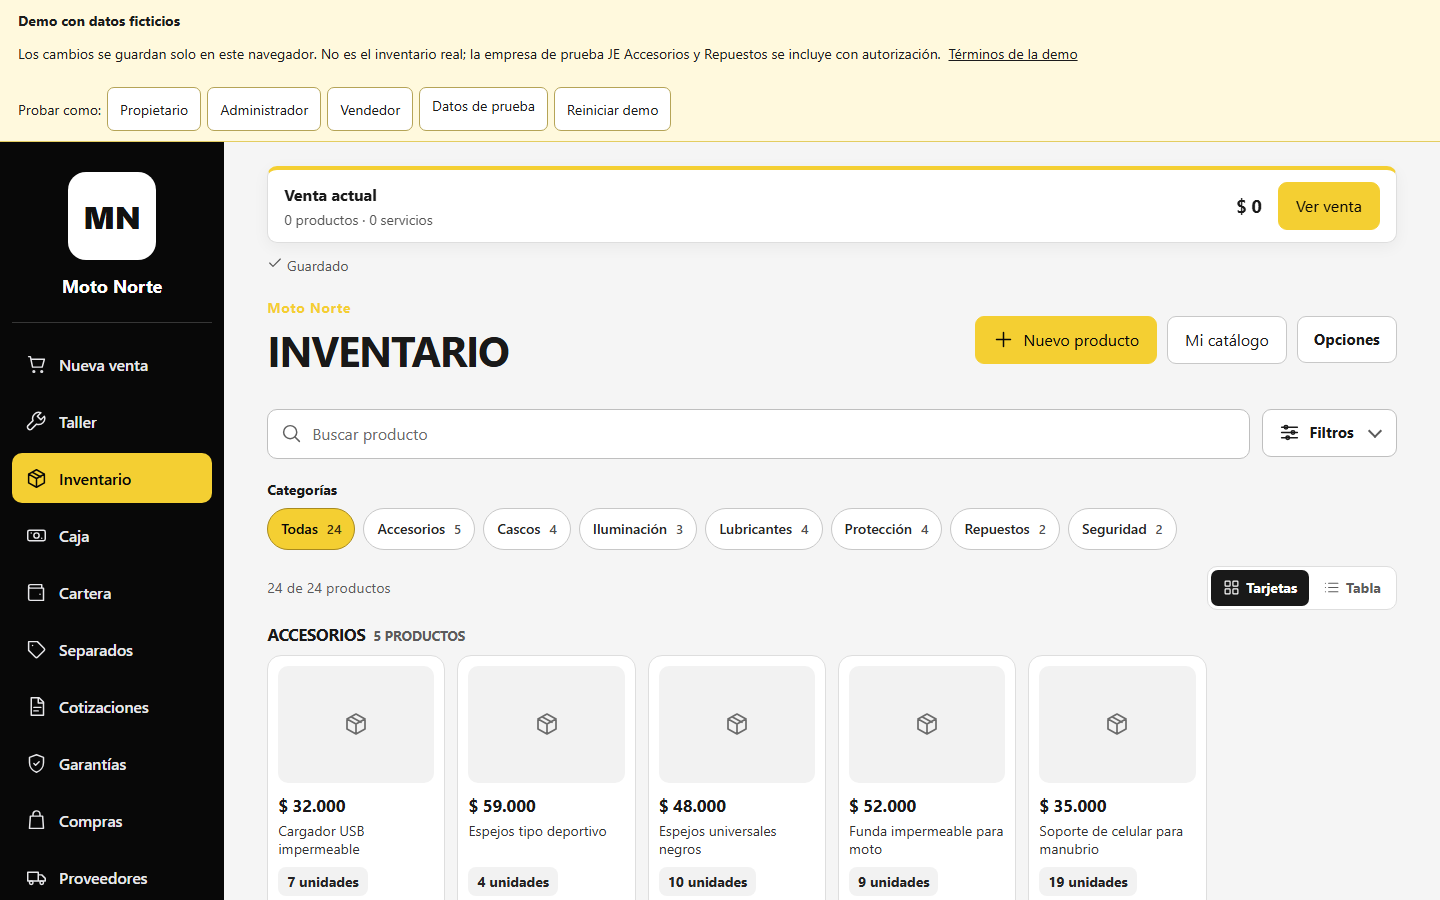 Demo con datos ficticios
Los cambios se guardan solo en este navegador. No es el inventario real; la empresa de prueba JE Accesorios y Repuestos se incluye con autorización. Términos de la demo
Probar como: Propietario Administrador Vendedor Datos de prueba Reiniciar demo
MN
Moto Norte
Nueva venta
Taller
Inventario
Caja
Cartera
Separados
Cotizaciones
Garantías
Compras
Proveedores
Venta actual
0 productos · 0 servicios
$ 0
Ver venta
Guardado
Moto Norte
INVENTARIO
Nuevo producto
Mi catálogo
Opciones
Buscar producto
Filtros
Categorías
Todas 24
Accesorios 5
Cascos 4
Iluminación 3
Lubricantes 4
Protección 4
Repuestos 2
Seguridad 2
24 de 24 productos
Tarjetas
Tabla
ACCESORIOS 5 PRODUCTOS
$ 32.000
Cargador USB
impermeable
7 unidades
$ 59.000
Espejos tipo deportivo
4 unidades
$ 48.000
Espejos universales
negros
10 unidades
$ 52.000
Funda impermeable para
moto
9 unidades
$ 35.000
Soporte de celular para
manubrio
19 unidades